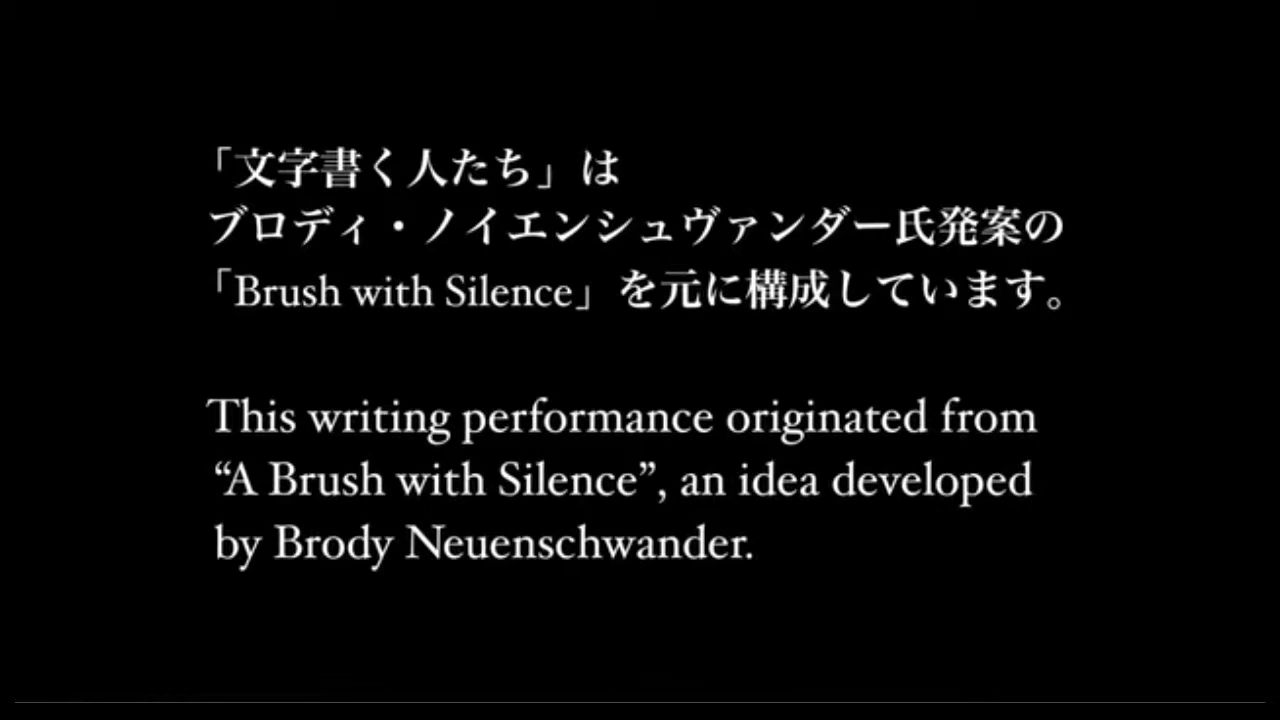 「文字書く人たち」は
ブロディ・ノイエンシュヴァンダー氏発案の
「Brush with Silence」を元に構成しています。
This writing performance originated from
“A Brush with Silence”, an idea developed
by Brody Neuenschwander.